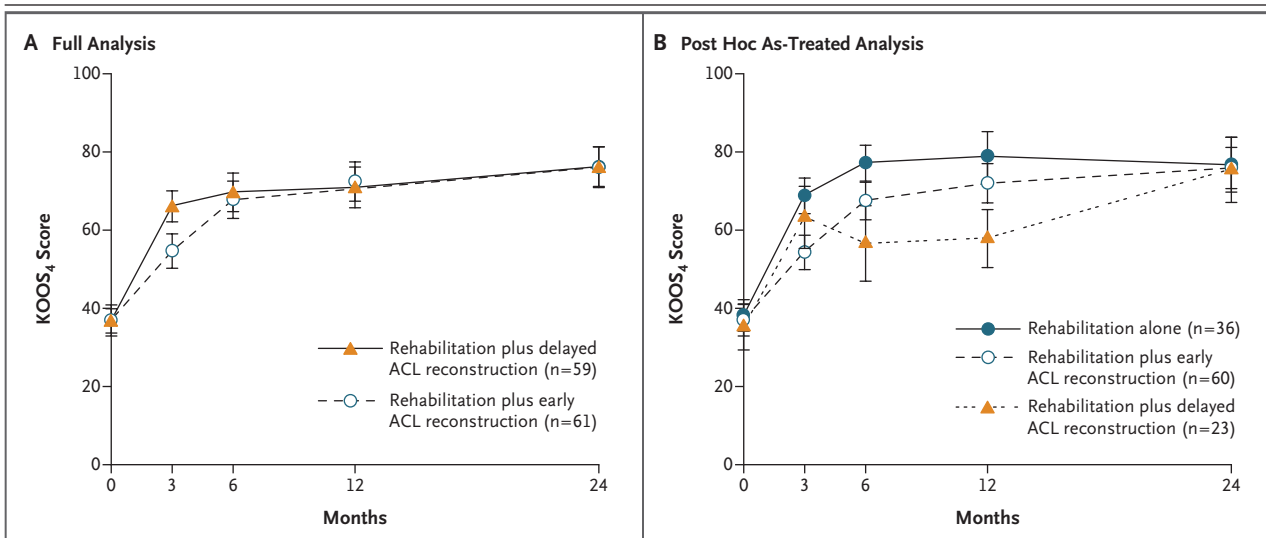 A Full Analysis
100
80
60
40
20
0
KOOS4 Score
0 3 6 12 24
Months
Rehabilitation plus delayed
ACL reconstruction (n=59)
Rehabilitation plus early
ACL reconstruction (n=61)
B Post Hoc As-Treated Analysis
100
80
60
40
20
0
KOOS4 Score
0 3 6 12 24
Months
Rehabilitation alone (n=36)
Rehabilitation plus early
ACL reconstruction (n=60)
Rehabilitation plus delayed
ACL reconstruction (n=23)